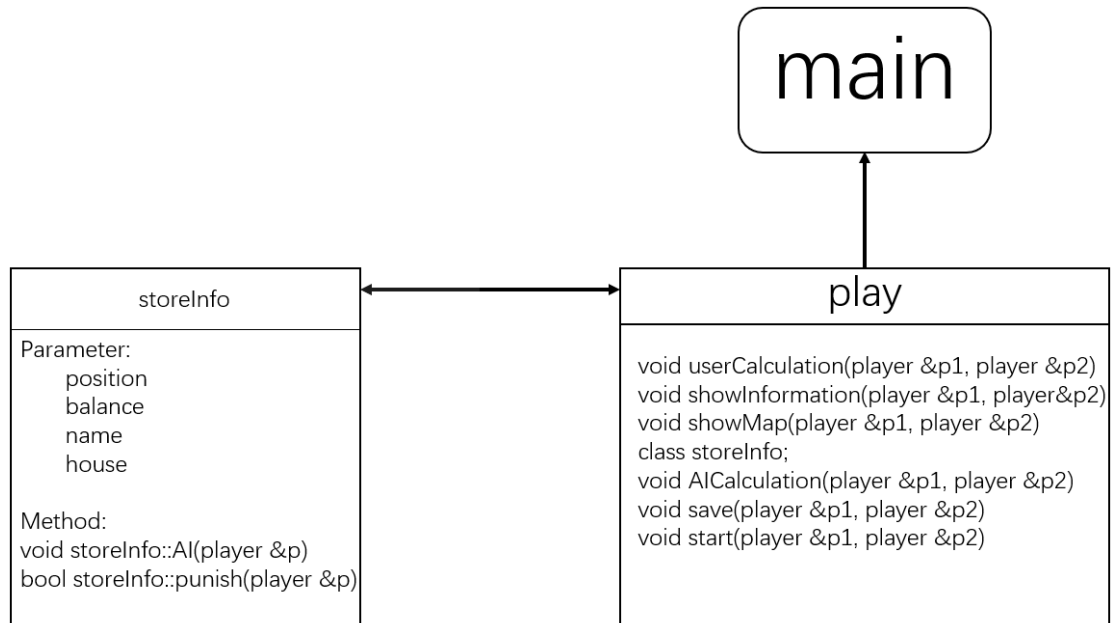 main
storeInfo
Parameter:
position
balance
name
house
Method:
void storeInfo::AI(player &p)
bool storeInfo::punish(player &p)
play
void userCalculation(player &p1, player &p2)
void showInformation(player &p1, player&p2)
void showMap(player &p1, player &p2)
class storeInfo;
void AICalculation(player &p1, player &p2)
void save(player &p1, player &p2)
void start(player &p1, player &p2)